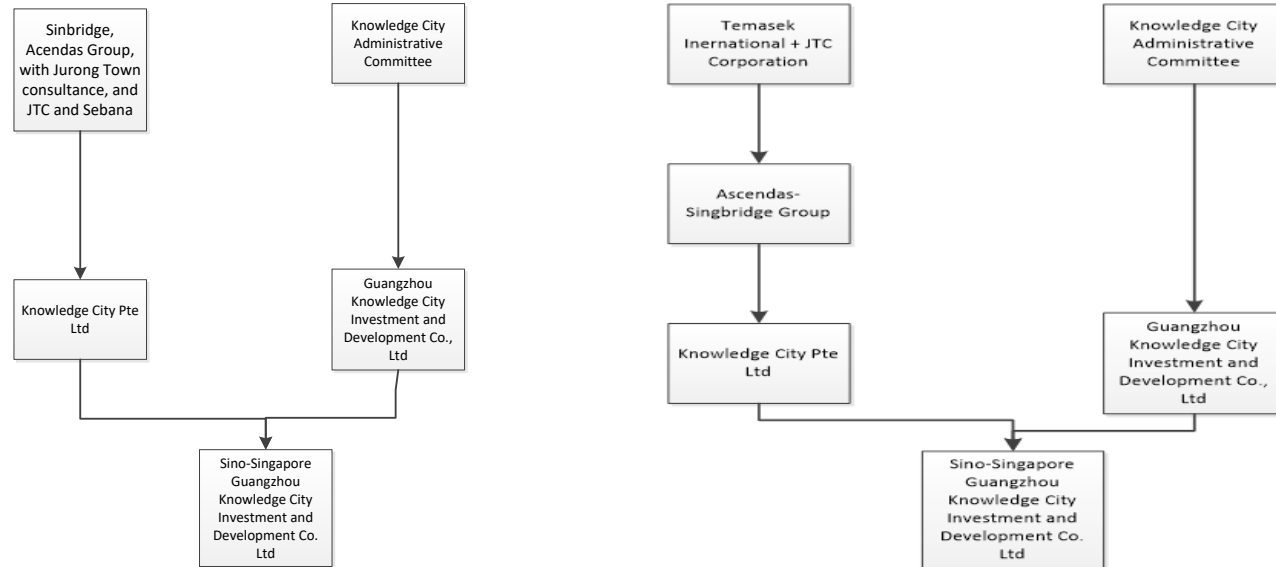 Sinbridge,
Acendas Group,
with Jurong Town
consultance, and
JTC and Sebana
Knowledge City
Administrative
Committee
Knowledge City Pte
Ltd
Guangzhou
Knowledge City
Investment and
Development Co.,
Ltd
Sino-Singapore
Guangzhou
Knowledge City
Investment and
Development Co.
Ltd
Temasek
Inernational + JTC
Corporation
Knowledge City
Administrative
Committee
Ascendas-
Singbridge Group
Knowledge City Pte
Ltd
Guangzhou
Knowledge City
Investment and
Development Co.,
Ltd
Sino-Singapore
Guangzhou
Knowledge City
Investment and
Development Co.
Ltd